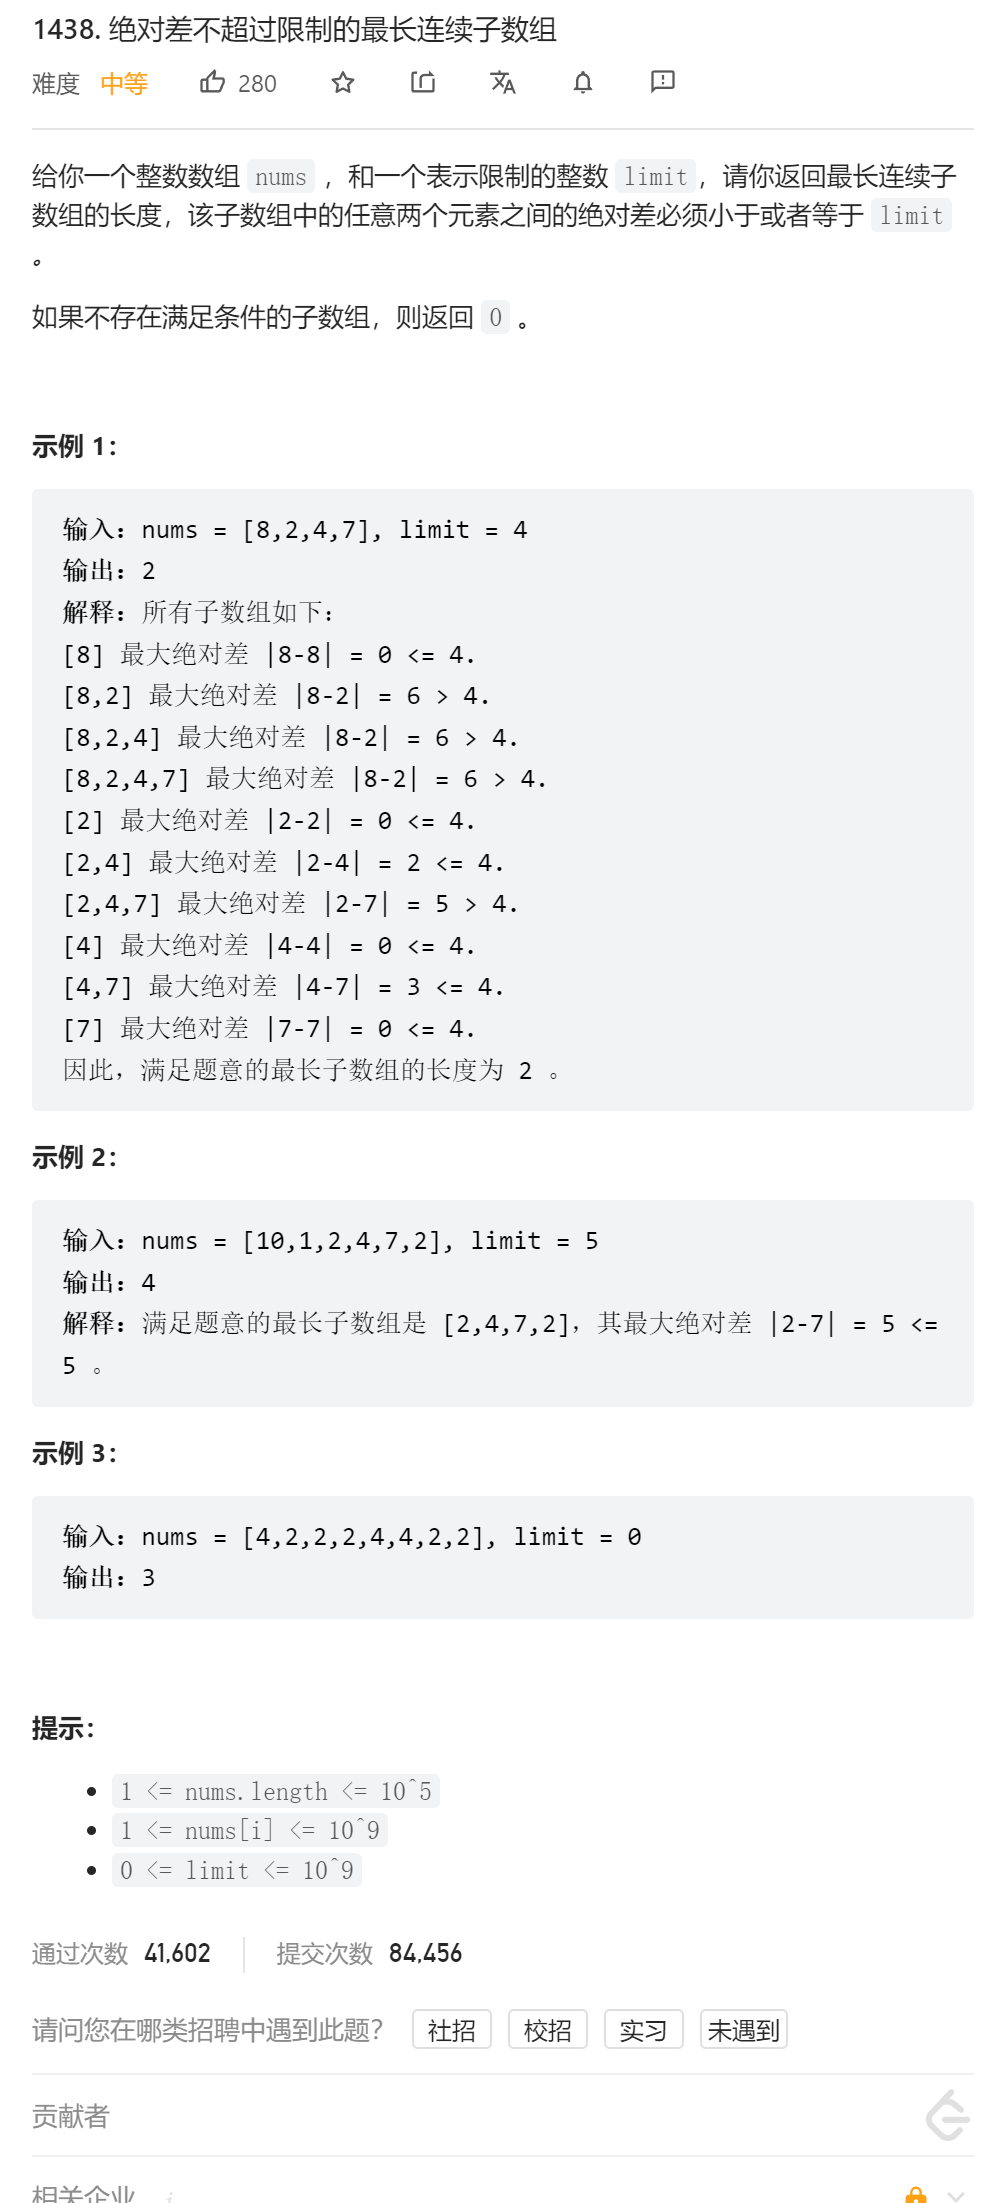 1438. 绝对差不超过限制的最长连续子数组
难度 中等 280
给你一个整数数组 nums ，和一个表示限制的整数 limit，请你返回最长连续子
数组的长度，该子数组中的任意两个元素之间的绝对差必须小于或者等于 limit
。
如果不存在满足条件的子数组，则返回 0 。
示例 1：
输入：nums = [8,2,4,7], limit = 4
输出：2
解释：所有子数组如下：
[8] 最大绝对差 |8-8| = 0 <= 4.
[8,2] 最大绝对差 |8-2| = 6 > 4.
[8,2,4] 最大绝对差 |8-2| = 6 > 4.
[8,2,4,7] 最大绝对差 |8-2| = 6 > 4.
[2] 最大绝对差 |2-2| = 0 <= 4.
[2,4] 最大绝对差 |2-4| = 2 <= 4.
[2,4,7] 最大绝对差 |2-7| = 5 > 4.
[4] 最大绝对差 |4-4| = 0 <= 4.
[4,7] 最大绝对差 |4-7| = 3 <= 4.
[7] 最大绝对差 |7-7| = 0 <= 4.
因此，满足题意的最长子数组的长度为 2 。
示例 2：
输入：nums = [10,1,2,4,7,2], limit = 5
输出：4
解释：满足题意的最长子数组是 [2,4,7,2]，其最大绝对差 |2-7| = 5 <=
5 。
示例 3：
输入：nums = [4,2,2,2,4,4,2,2], limit = 0
输出：3
提示：
1 <= nums.length <= 10^5
1 <= nums[i] <= 10^9
0 <= limit <= 10^9
通过次数 41,602 提交次数 84,456
请问您在哪类招聘中遇到此题？ 社招 校招 实习 未遇到
贡献者
相关企业 i